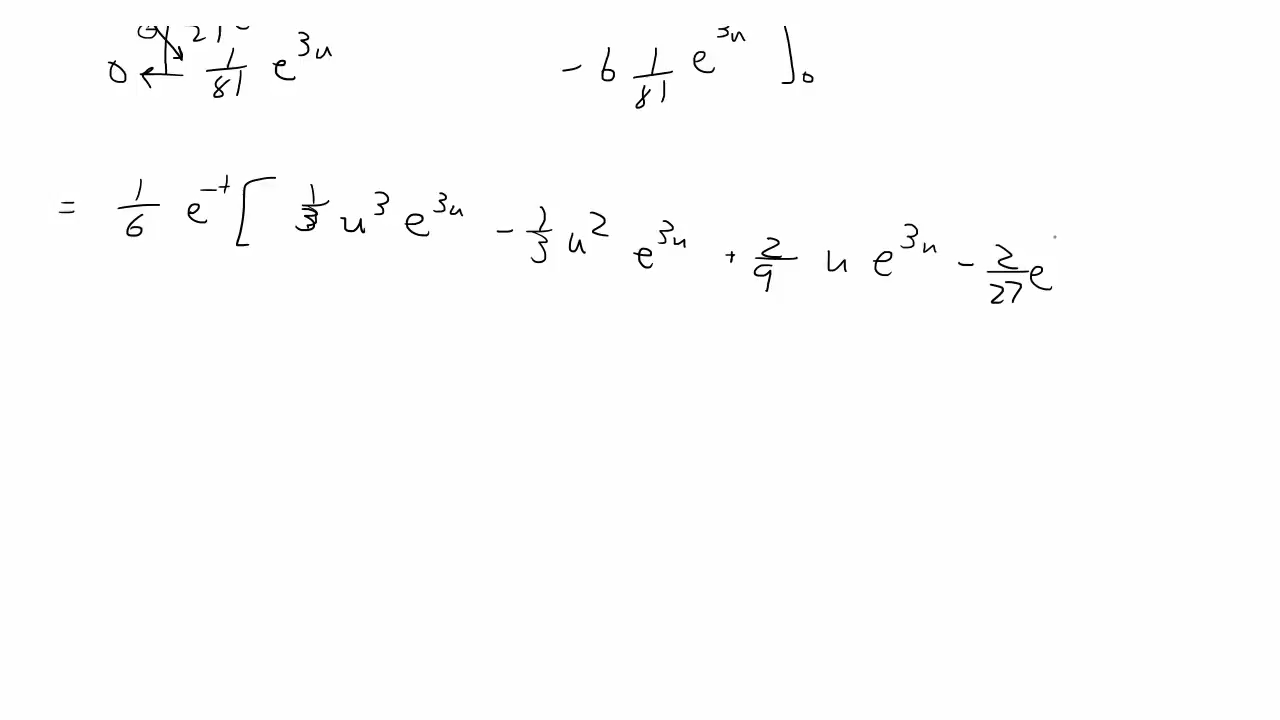 0 ← 1/81 e^{3u} - 6 1/81 e^{3u} ]_0
= 1/6 e^{-t} [ 1/3 u^3 e^{3u} - 1/3 u^2 e^{3u} + 2/9 u e^{3u} - 2/27 e